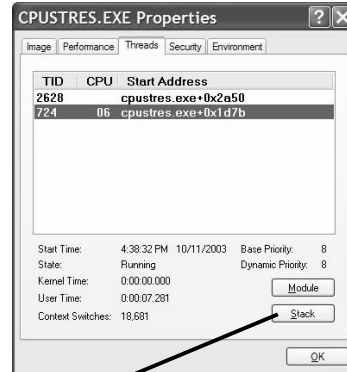 CPUSTRES.EXE Properties
Image Performance Threads Security Environment
TID CPU Start Address
2628 cpustres.exe+0x2a50
724 06 cpustres.exe+0x1d7b
Start Time: 4:38:32 PM 10/11/2003 Base Priority: 8
State: Running Dynamic Priority: 8
Kernel Time: 0:00:00.000
Module
User Time: 0:00:07.281
Context Switches: 18,681
Stack
OK